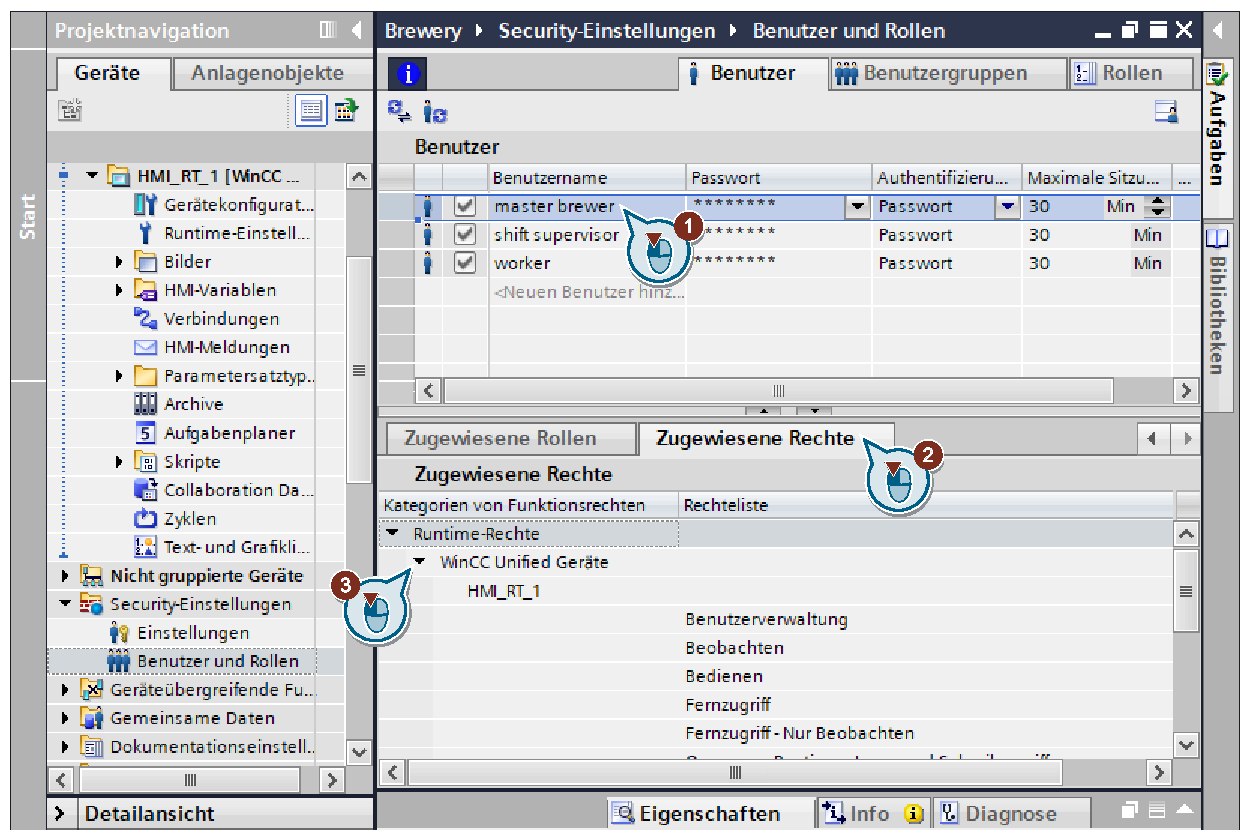 Projektnavigation
Geräte
Anlagenobjekte
Start
HMI_RT_1 [WinCC ...
Gerätekonfigurat...
Runtime-Einstell...
Bilder
HMI-Variablen
Verbindungen
HMI-Meldungen
Parametersatztyp..
Archive
Aufgabenplaner
Skripte
Collaboration Da...
Zyklen
Text- und Grafikli...
Nicht gruppierte Geräte
Security-Einstellungen
Einstellungen
Benutzer und Rollen
Geräteübergreifende Fu...
Gemeinsame Daten
Dokumentationseinstell..
Detailansicht
Brewery Security-Einstellungen Benutzer und Rollen
Benutzer
Benutzergruppen
Rollen
Benutzer
Benutzername Passwort Authentifizieru... Maximale Sitzu... ...
master brewer ******** Passwort 30 Min
1
shift supervisor ******** Passwort 30 Min
worker ******** Passwort 30 Min
<Neuen Benutzer hinz...
Zugewiesene Rollen
Zugewiesene Rechte
2
Zugewiesene Rechte
Kategorien von Funktionsrechten Rechteliste
Runtime-Rechte
WinCC Unified Geräte
3
HMI_RT_1
Benutzerverwaltung
Beobachten
Bedienen
Fernzugriff
Fernzugriff - Nur Beobachten
Eigenschaften
Info
Diagnose
Aufgaben
Bibliotheken